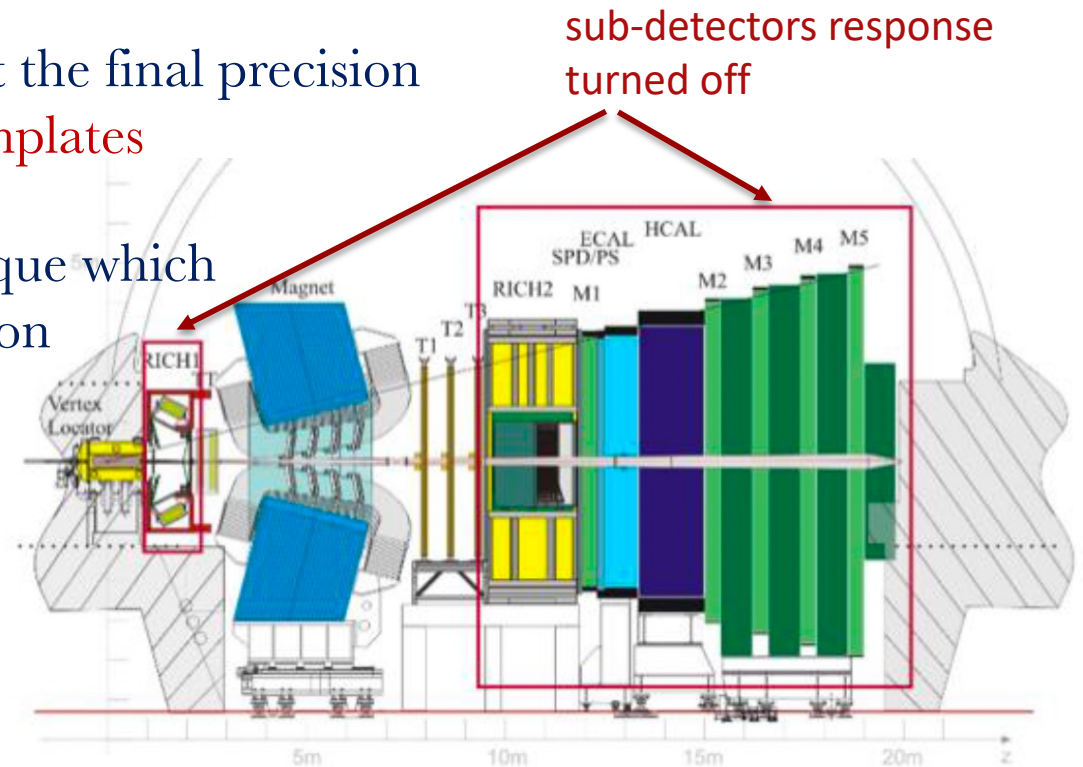 sub-detectors response
turned off
t the final precision
nplates
que which
on
ECAL
HCAL
SPD/PS
M4
M5
M3
M2
RICH2
M1
Magnet
T3
T2
T1
RICH1
TT
Vertex
Locator
5m
10m
15m
20m
z